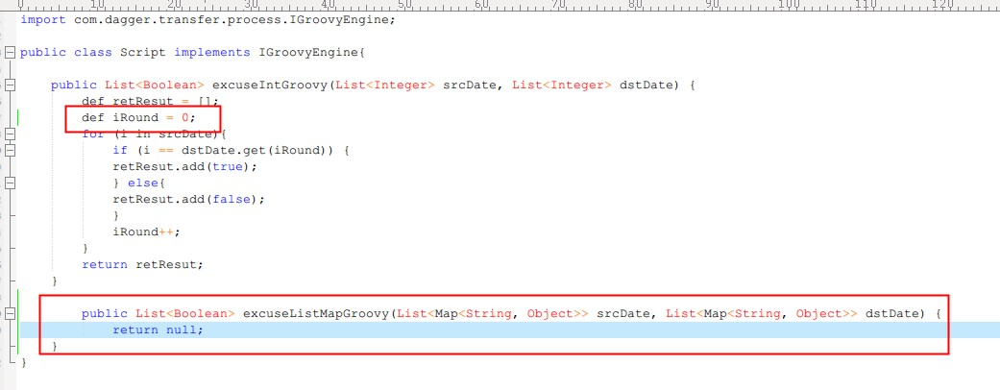 0 10 20 30 40 50 60 70 80 90 100 110 120
import com.dagger.transfer.process.IGroovyEngine;
public class Script implements IGroovyEngine{
public List<Boolean> excuseIntGroovy(List<Integer> srcDate, List<Integer> dstDate) {
def retResut = [];
def iRound = 0;
for (i in srcDate){
if (i == dstDate.get(iRound)) {
retResut.add(true);
} else{
retResut.add(false);
}
iRound++;
}
return retResut;
}
public List<Boolean> excuseListMapGroovy(List<Map<String, Object>> srcDate, List<Map<String, Object>> dstDate) {
return null;
}
}